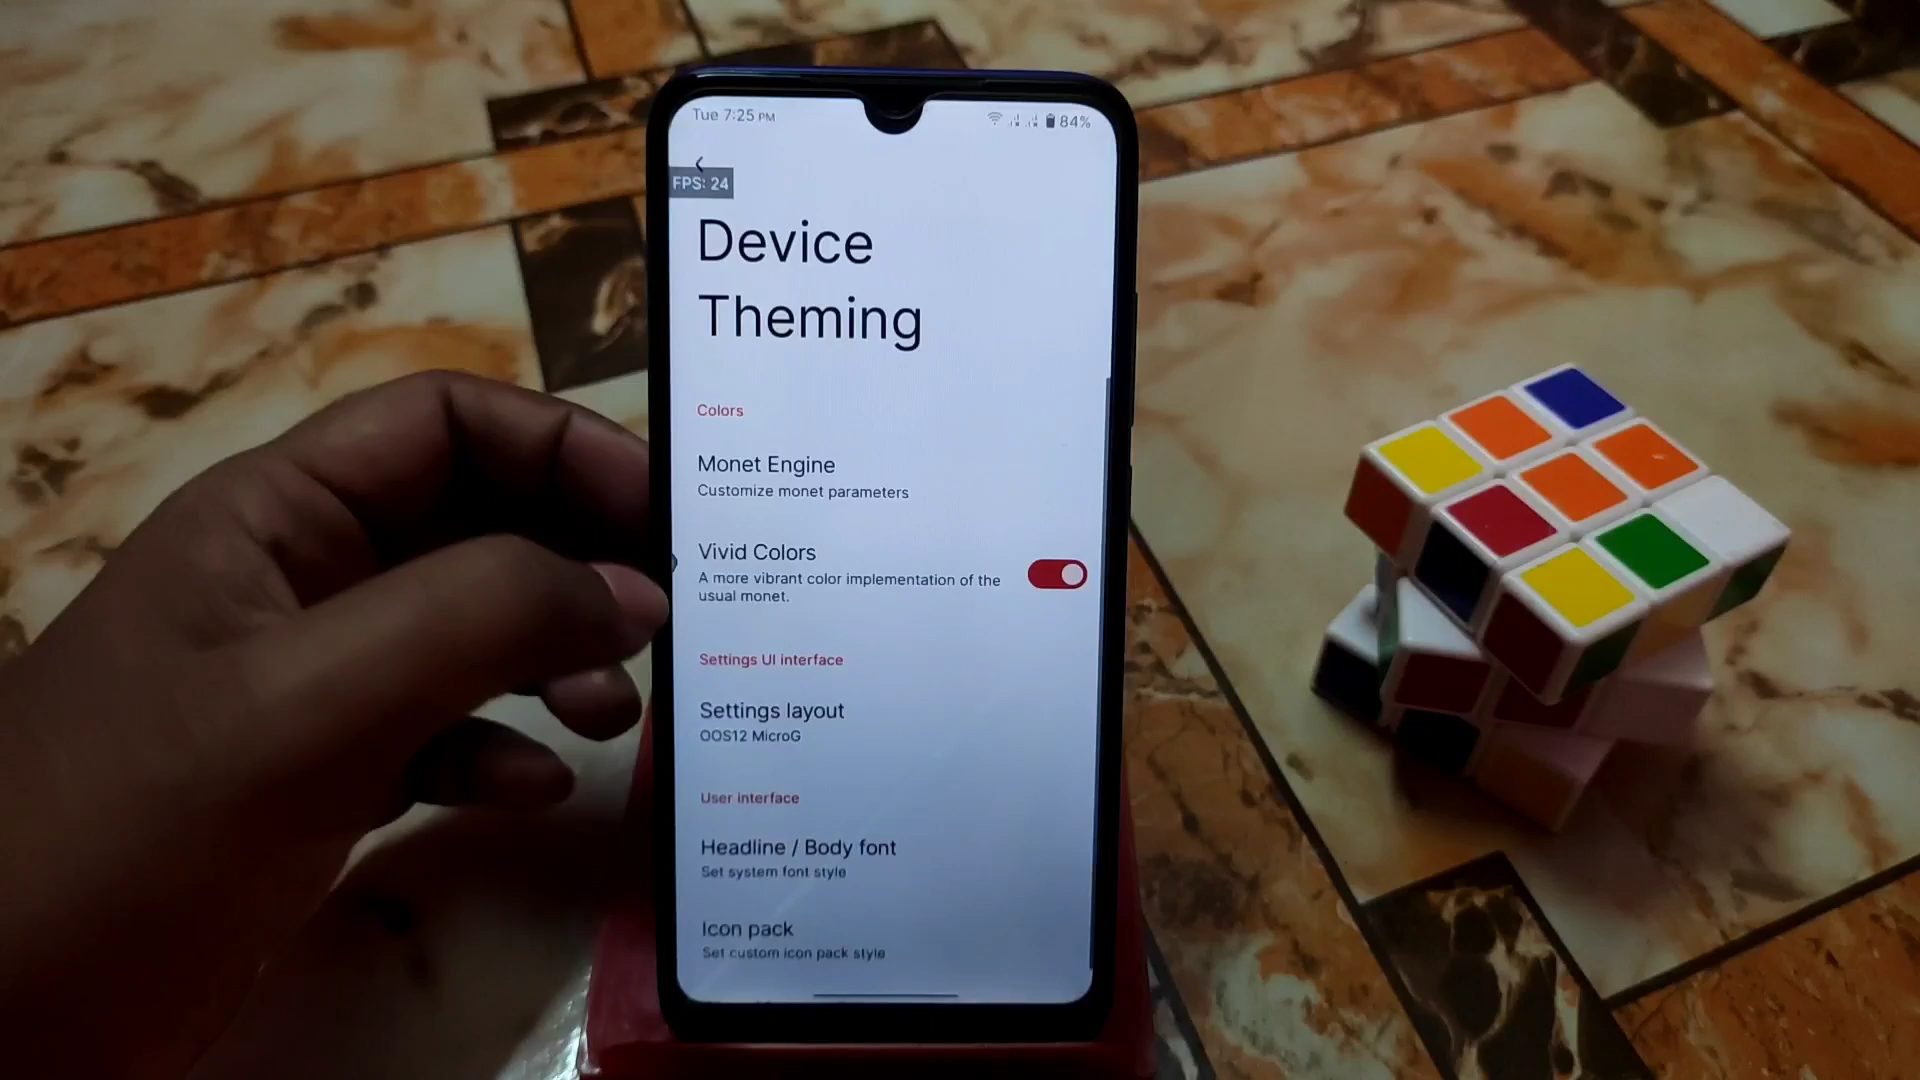 Tue 7:25 PM
84%
FPS: 24
Device
Theming
Colors
Monet Engine
Customize monet parameters
Vivid Colors
A more vibrant color implementation of the
usual monet.
Settings UI interface
Settings layout
OOS12 MicroG
User interface
Headline / Body font
Set system font style
Icon pack
Set custom icon pack style